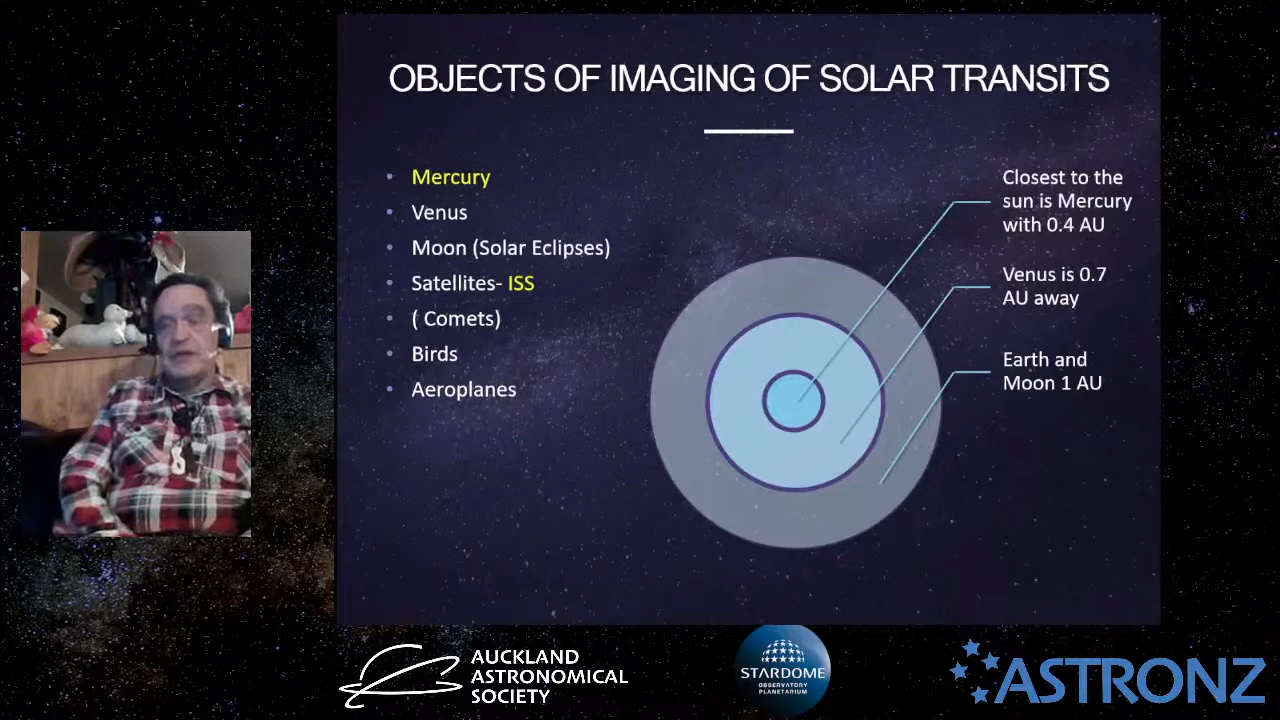 OBJECTS OF IMAGING OF SOLAR TRANSITS
Mercury
Venus
Moon (Solar Eclipses)
Satellites- ISS
( Comets)
Birds
Aeroplanes
Closest to the
sun is Mercury
with 0.4 AU
Venus is 0.7
AU away
Earth and
Moon 1 AU
AUCKLAND
ASTRONOMICAL
SOCIETY
STARDOME
OBSERVATORY
PLANETARIUM
ASTRONZ